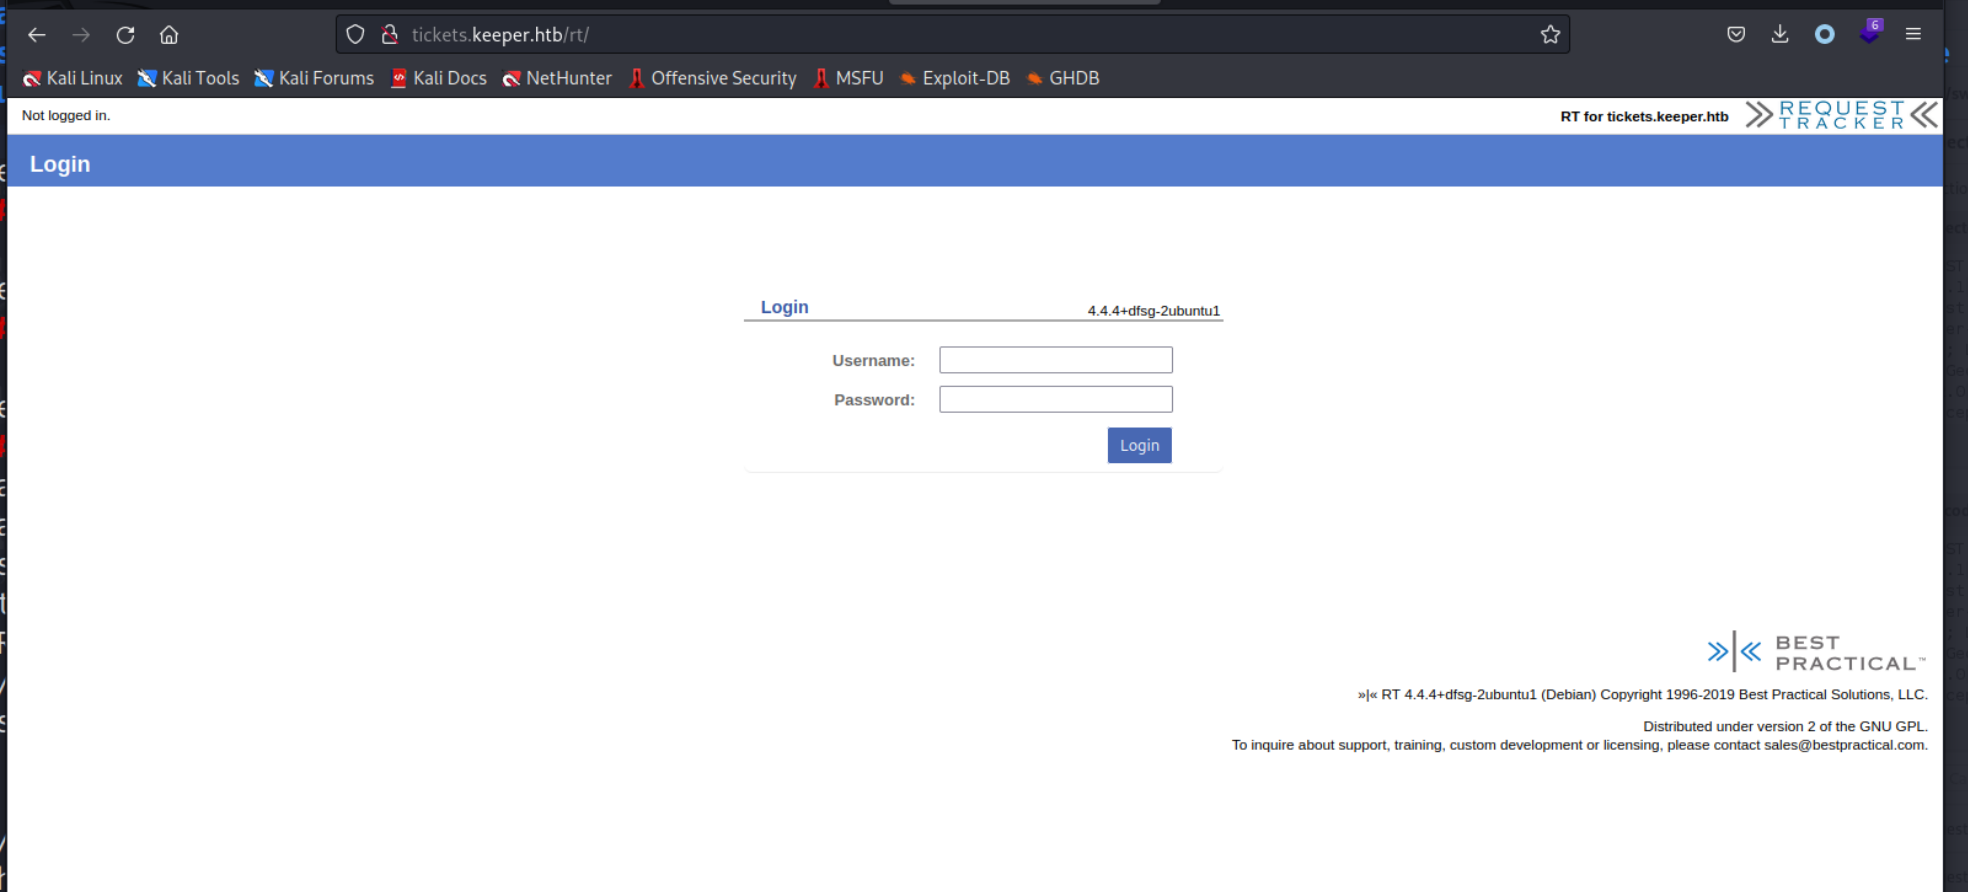 tickets.keeper.htb/rt/
6
Kali Linux Kali Tools Kali Forums Kali Docs NetHunter Offensive Security MSFU Exploit-DB GHDB
Not logged in.
RT for tickets.keeper.htb
REQUEST
TRACKER
Login
Login 4.4.4+dfsg-2ubuntu1
Username:
Password:
Login
BEST
PRACTICAL™
»|« RT 4.4.4+dfsg-2ubuntu1 (Debian) Copyright 1996-2019 Best Practical Solutions, LLC.
Distributed under version 2 of the GNU GPL.
To inquire about support, training, custom development or licensing, please contact sales@bestpractical.com.